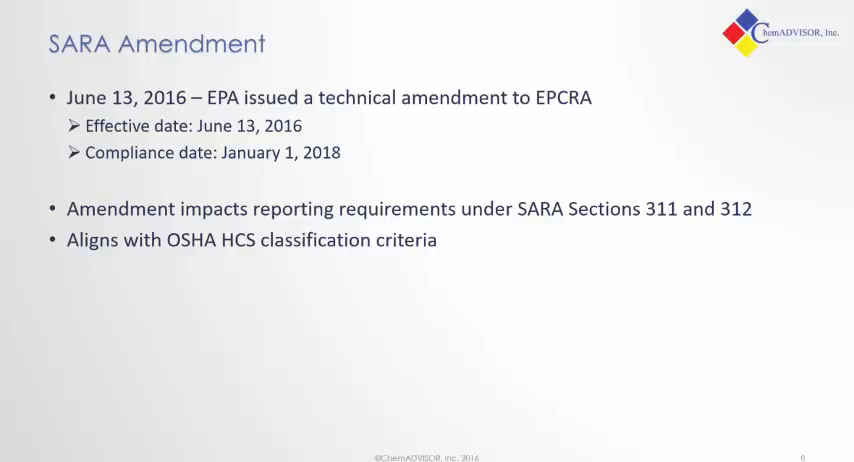 SARA Amendment
ChemADVISOR, Inc.
• June 13, 2016 – EPA issued a technical amendment to EPCRA
➢ Effective date: June 13, 2016
➢ Compliance date: January 1, 2018
• Amendment impacts reporting requirements under SARA Sections 311 and 312
• Aligns with OSHA HCS classification criteria
©ChemADVISOR, Inc. 2016
8